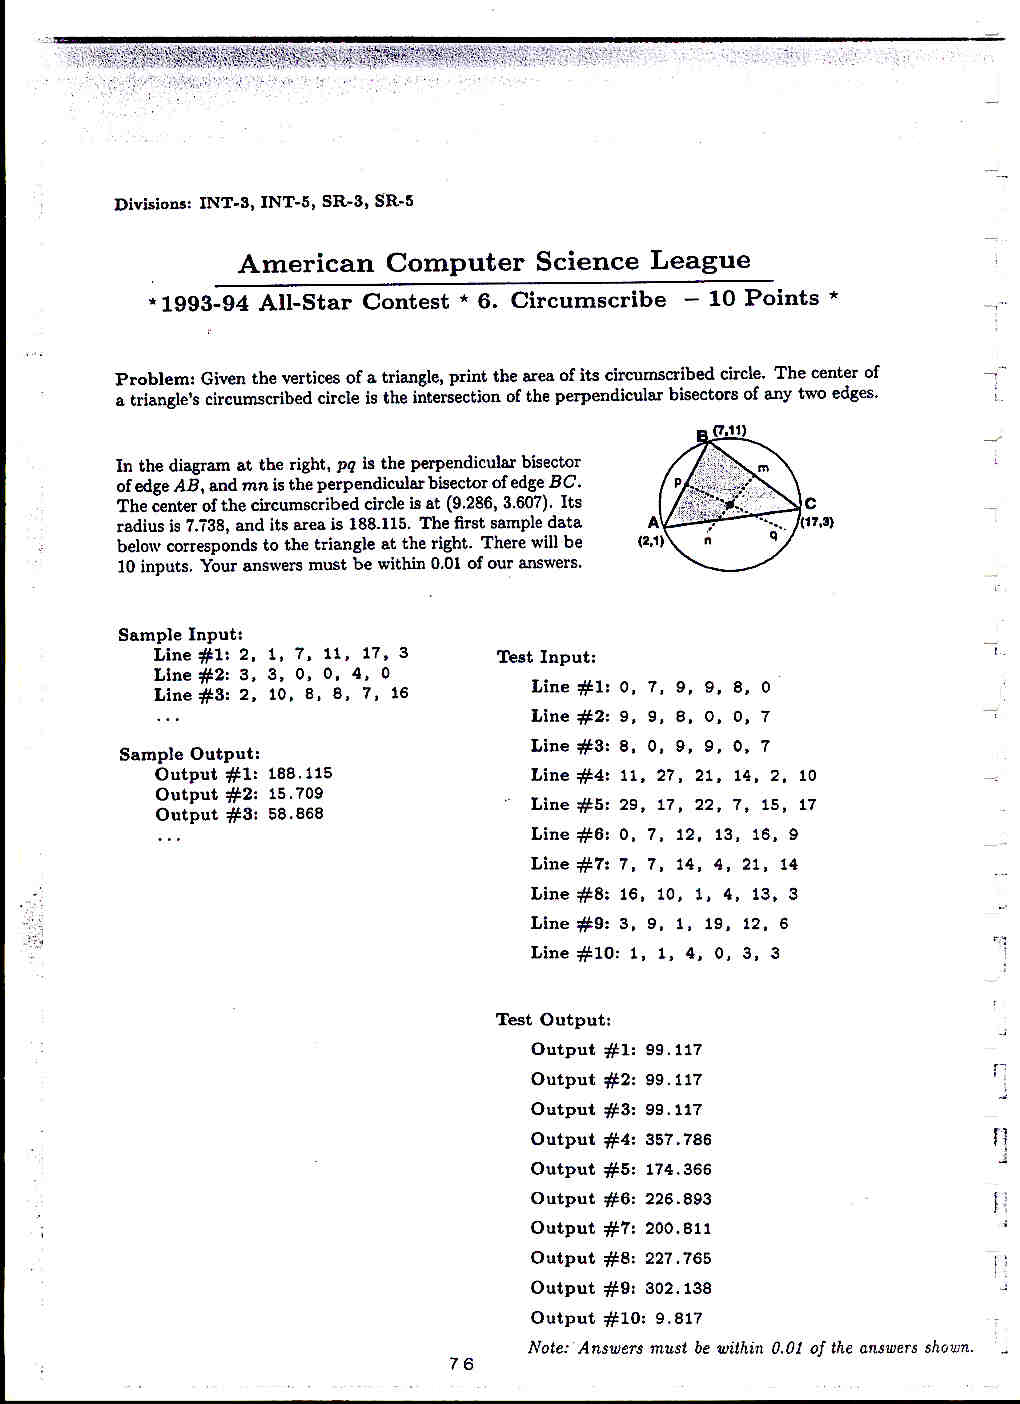 Divisions: INT-3, INT-5, SR-3, SR-5
American Computer Science League
* 1993-94 All-Star Contest * 6. Circumscribe – 10 Points *
Problem: Given the vertices of a triangle, print the area of its circumscribed circle. The center of
a triangle's circumscribed circle is the intersection of the perpendicular bisectors of any two edges.
In the diagram at the right, pq is the perpendicular bisector
of edge AB, and mn is the perpendicular bisector of edge BC.
The center of the circumscribed circle is at (9.286, 3.607). Its
radius is 7.738, and its area is 188.115. The first sample data
below corresponds to the triangle at the right. There will be
10 inputs. Your answers must be within 0.01 of our answers.
B (7,11)
m
P
C
A
(17,3)
(2,1)
n
q
Sample Input:
Line #1: 2, 1, 7, 11, 17, 3
Line #2: 3, 3, 0, 0, 4, 0
Line #3: 2, 10, 8, 8, 7, 16
...
Sample Output:
Output #1: 188.115
Output #2: 15.709
Output #3: 58.868
...
Test Input:
Line #1: 0, 7, 9, 9, 8, 0
Line #2: 9, 9, 8, 0, 0, 7
Line #3: 8, 0, 9, 9, 0, 7
Line #4: 11, 27, 21, 14, 2, 10
Line #5: 29, 17, 22, 7, 15, 17
Line #6: 0, 7, 12, 13, 16, 9
Line #7: 7, 7, 14, 4, 21, 14
Line #8: 16, 10, 1, 4, 13, 3
Line #9: 3, 9, 1, 19, 12, 6
Line #10: 1, 1, 4, 0, 3, 3
Test Output:
Output #1: 99.117
Output #2: 99.117
Output #3: 99.117
Output #4: 357.786
Output #5: 174.366
Output #6: 226.893
Output #7: 200.811
Output #8: 227.765
Output #9: 302.138
Output #10: 9.817
Note: Answers must be within 0.01 of the answers shown.
76